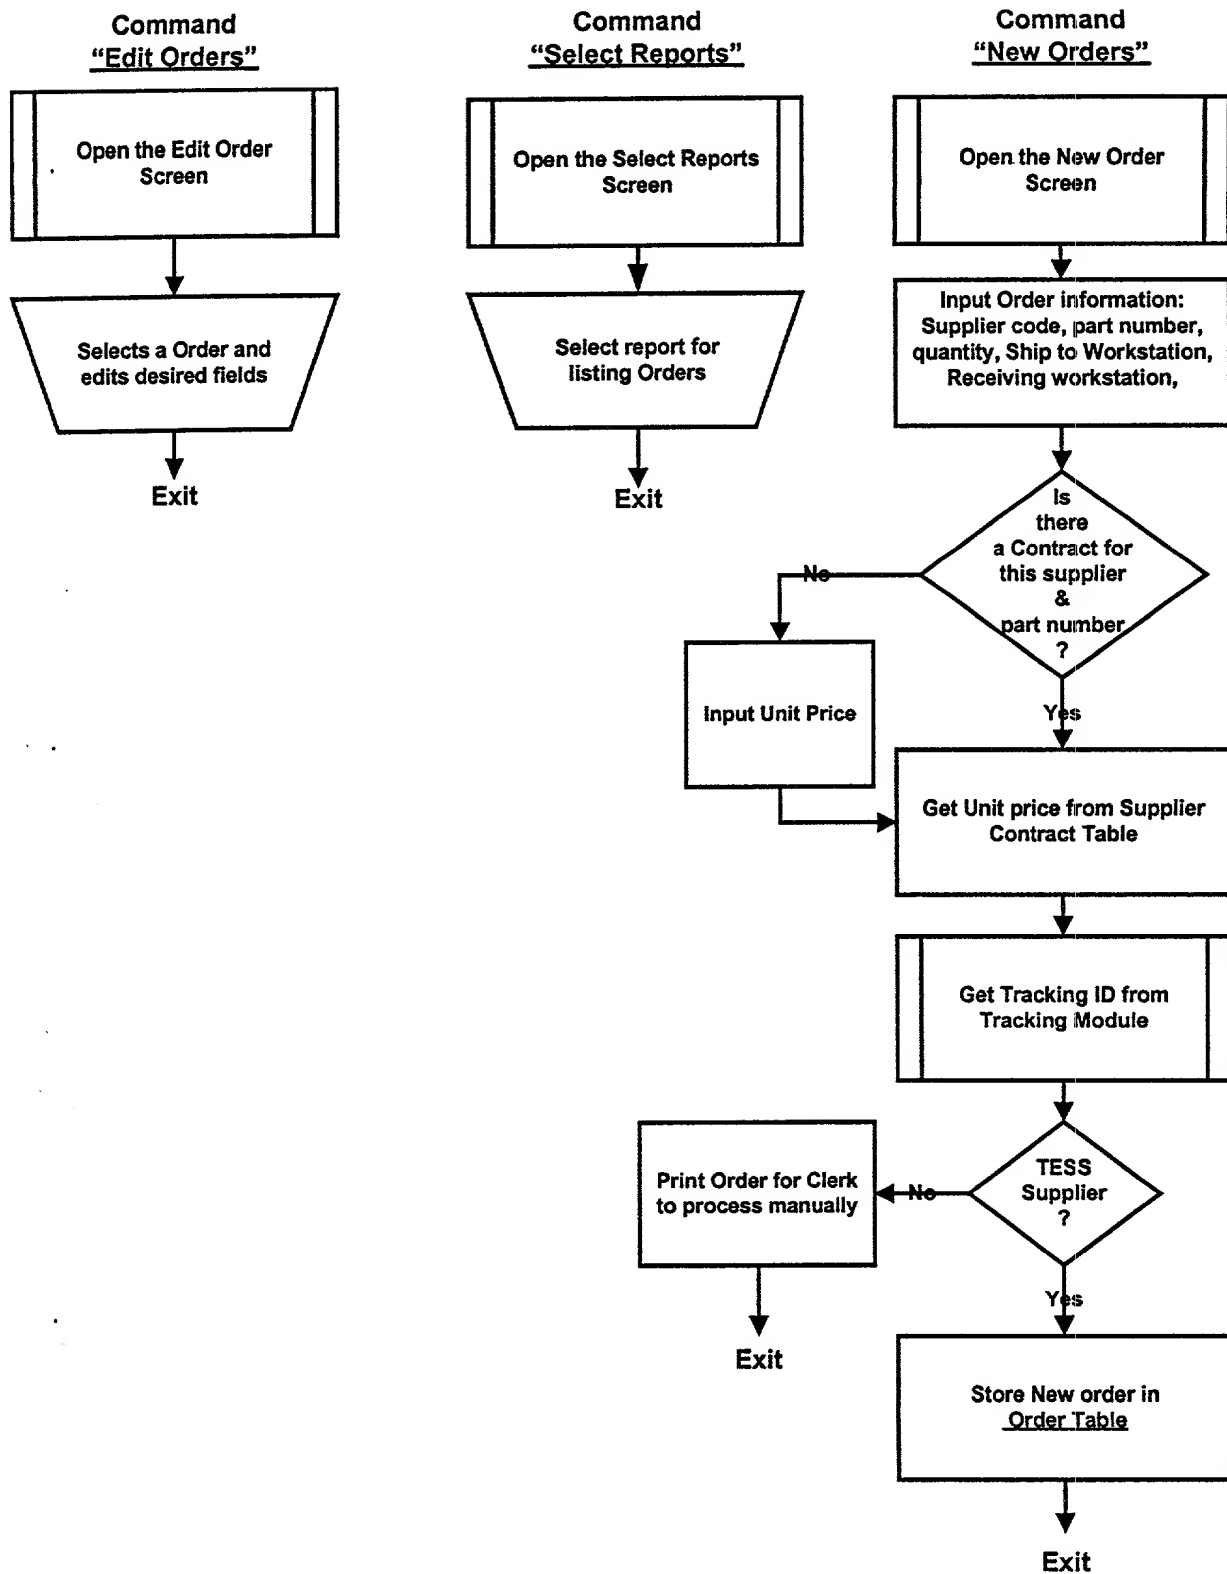 Command
“Edit Orders”
Open the Edit Order
Screen
Selects a Order and
edits desired fields
Exit
Command
“Select Reports”
Open the Select Reports
Screen
Select report for
listing Orders
Exit
Command
“New Orders”
Open the New Order
Screen
Input Order information:
Supplier code, part number,
quantity, Ship to Workstation,
Receiving workstation,
Is
there
a Contract for
this supplier
&
part number
?
No
Input Unit Price
Yes
Get Unit price from Supplier
Contract Table
Get Tracking ID from
Tracking Module
TESS
Supplier
?
No
Print Order for Clerk
to process manually
Exit
Yes
Store New order in
Order Table
Exit